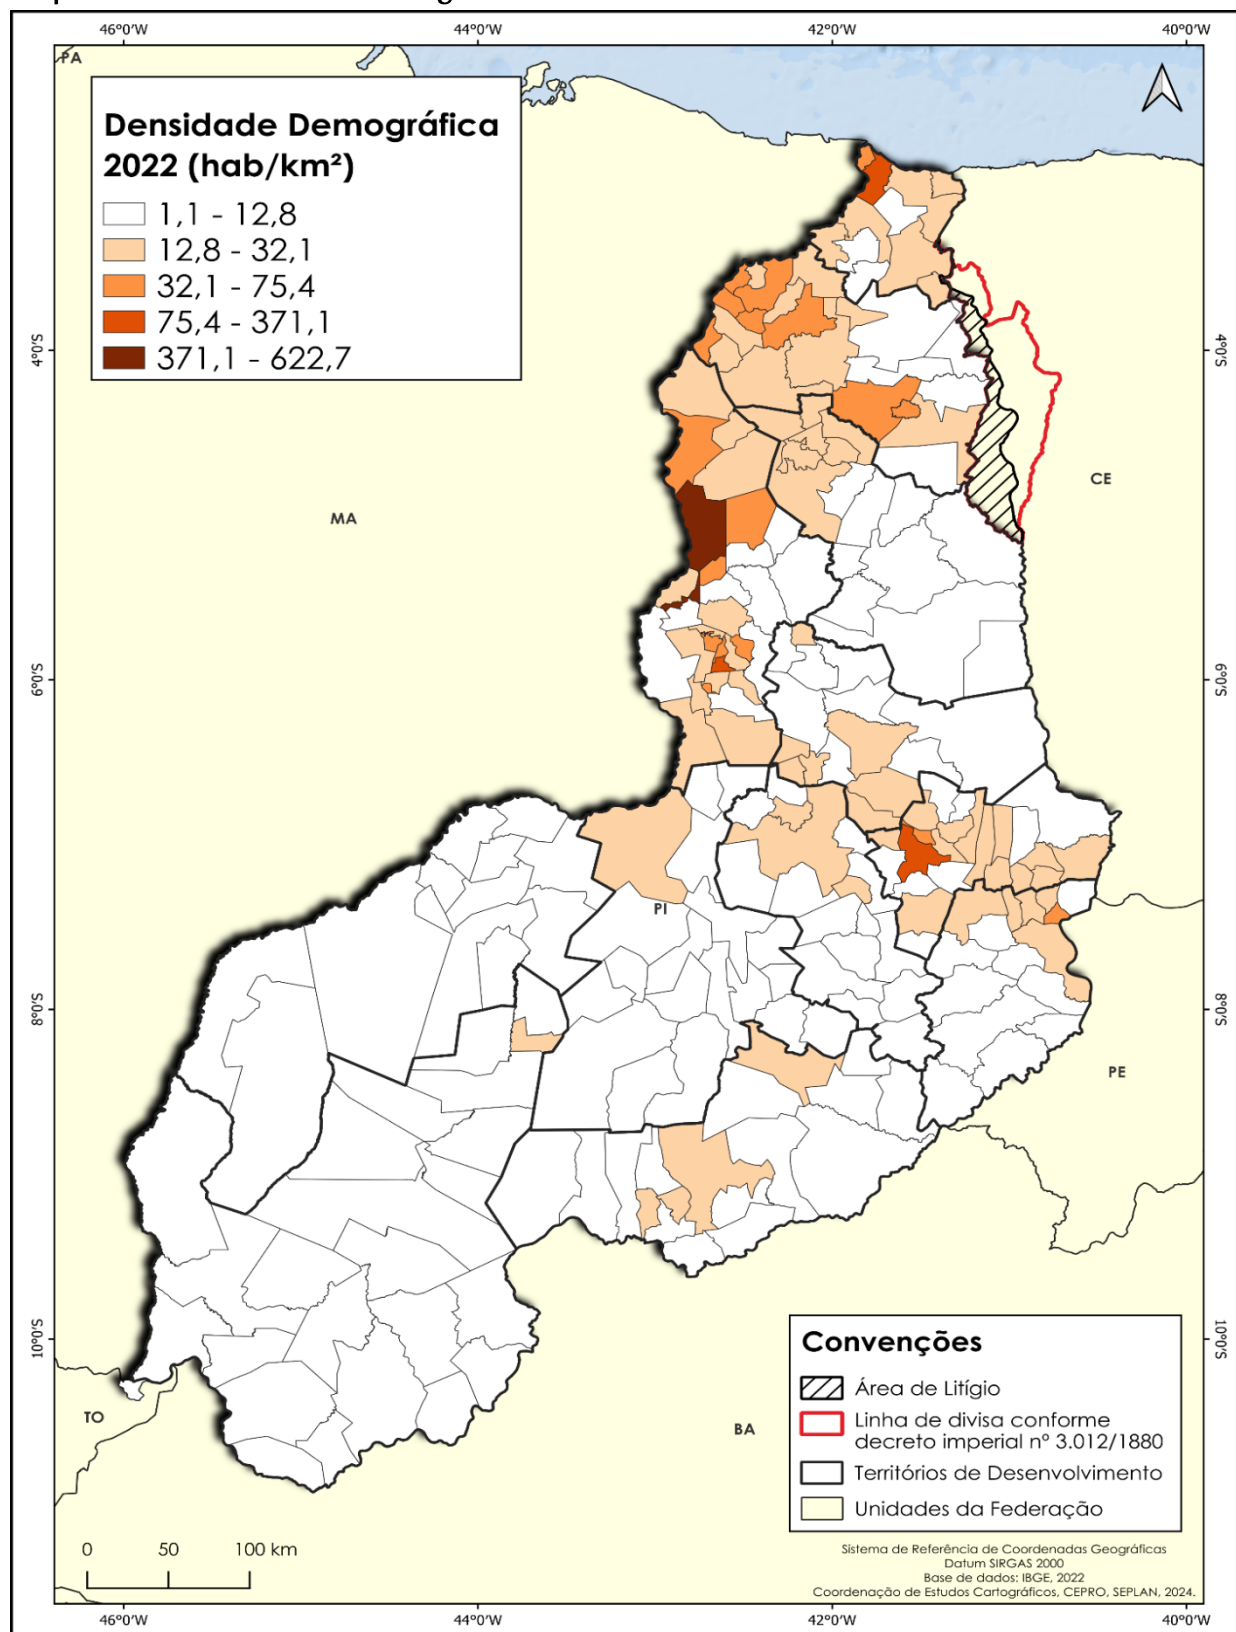 46°0'W 44°0'W 42°0'W 40°0'W
PA
Densidade Demográfica
2022 (hab/km²)
1,1 - 12,8
12,8 - 32,1
32,1 - 75,4
75,4 - 371,1
371,1 - 622,7
4°0'S 4°0'S
CE
MA
6°0'S 6°0'S
PI
8°0'S 8°0'S
PE
10°0'S 10°0'S
Convenções
Área de Litígio
Linha de divisa conforme
decreto imperial nº 3.012/1880
Territórios de Desenvolvimento
Unidades da Federação
TO
BA
0 50 100 km
Sistema de Referência de Coordenadas Geográficas
Datum SIRGAS 2000
Base de dados: IBGE, 2022
Coordenação de Estudos Cartográficos, CEPRO, SEPLAN, 2024.
46°0'W 44°0'W 42°0'W 40°0'W